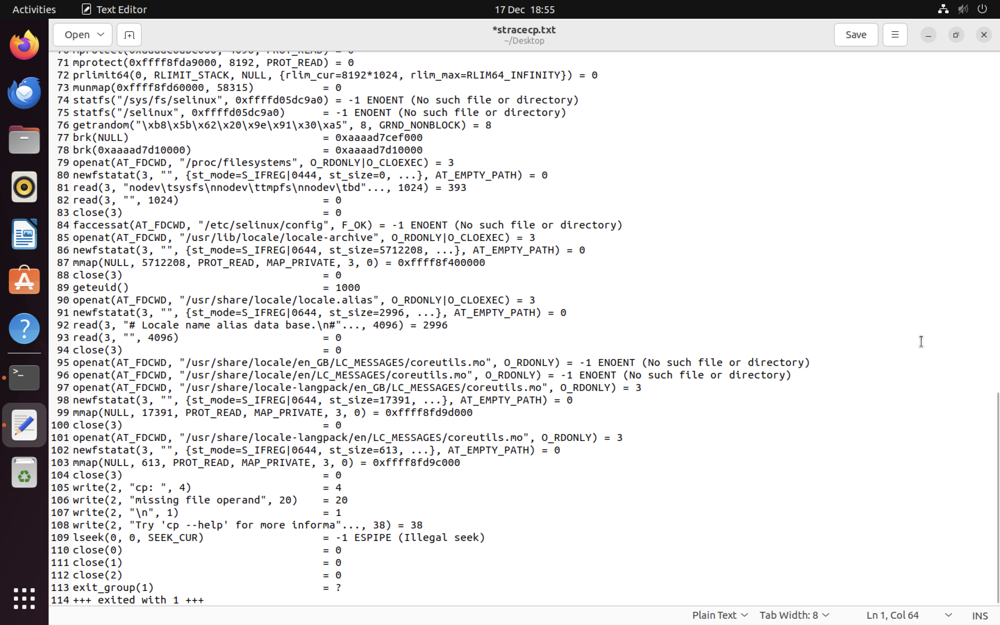 Activities Text Editor 17 Dec 18:55
Open *stracecp.txt Save
~/Desktop
71 mprotect(0xffff8fda9000, 8192, PROT_READ) = 0
72 prlimit64(0, RLIMIT_STACK, NULL, {rlim_cur=8192*1024, rlim_max=RLIM64_INFINITY}) = 0
73 munmap(0xffff8fd60000, 58315) = 0
74 statfs("/sys/fs/selinux", 0xffffd05dc9a0) = -1 ENOENT (No such file or directory)
75 statfs("/selinux", 0xffffd05dc9a0) = -1 ENOENT (No such file or directory)
76 getrandom("\xb8\x5b\x62\x20\x9e\x91\x30\xa5", 8, GRND_NONBLOCK) = 8
77 brk(NULL) = 0xaaaad7cef000
78 brk(0xaaaad7d10000) = 0xaaaad7d10000
79 openat(AT_FDCWD, "/proc/filesystems", O_RDONLY|O_CLOEXEC) = 3
80 newfstatat(3, "", {st_mode=S_IFREG|0444, st_size=0, ...}, AT_EMPTY_PATH) = 0
81 read(3, "nodev\tsysfs\nnodev\ttmpfs\nnodev\tbd"..., 1024) = 393
82 read(3, "", 1024) = 0
83 close(3) = 0
84 faccessat(AT_FDCWD, "/etc/selinux/config", F_OK) = -1 ENOENT (No such file or directory)
85 openat(AT_FDCWD, "/usr/lib/locale/locale-archive", O_RDONLY|O_CLOEXEC) = 3
86 newfstatat(3, "", {st_mode=S_IFREG|0644, st_size=5712208, ...}, AT_EMPTY_PATH) = 0
87 mmap(NULL, 5712208, PROT_READ, MAP_PRIVATE, 3, 0) = 0xffff8f400000
88 close(3) = 0
89 geteuid() = 1000
90 openat(AT_FDCWD, "/usr/share/locale/locale.alias", O_RDONLY|O_CLOEXEC) = 3
91 newfstatat(3, "", {st_mode=S_IFREG|0644, st_size=2996, ...}, AT_EMPTY_PATH) = 0
92 read(3, "# Locale name alias data base.\n#"..., 4096) = 2996
93 read(3, "", 4096) = 0
94 close(3) = 0
95 openat(AT_FDCWD, "/usr/share/locale/en_GB/LC_MESSAGES/coreutils.mo", O_RDONLY) = -1 ENOENT (No such file or directory)
96 openat(AT_FDCWD, "/usr/share/locale/en/LC_MESSAGES/coreutils.mo", O_RDONLY) = -1 ENOENT (No such file or directory)
97 openat(AT_FDCWD, "/usr/share/locale-langpack/en_GB/LC_MESSAGES/coreutils.mo", O_RDONLY) = 3
98 newfstatat(3, "", {st_mode=S_IFREG|0644, st_size=17391, ...}, AT_EMPTY_PATH) = 0
99 mmap(NULL, 17391, PROT_READ, MAP_PRIVATE, 3, 0) = 0xffff8fd9d000
100 close(3) = 0
101 openat(AT_FDCWD, "/usr/share/locale-langpack/en/LC_MESSAGES/coreutils.mo", O_RDONLY) = 3
102 newfstatat(3, "", {st_mode=S_IFREG|0644, st_size=613, ...}, AT_EMPTY_PATH) = 0
103 mmap(NULL, 613, PROT_READ, MAP_PRIVATE, 3, 0) = 0xffff8fd9c000
104 close(3) = 0
105 write(2, "cp: ", 4) = 4
106 write(2, "missing file operand", 20) = 20
107 write(2, "\n", 1) = 1
108 write(2, "Try 'cp --help' for more informa"..., 38) = 38
109 lseek(0, 0, SEEK_CUR) = -1 ESPIPE (Illegal seek)
110 close(0) = 0
111 close(1) = 0
112 close(2) = 0
113 exit_group(1) = ?
114 +++ exited with 1 +++
Plain Text Tab Width: 8 Ln 1, Col 64 INS